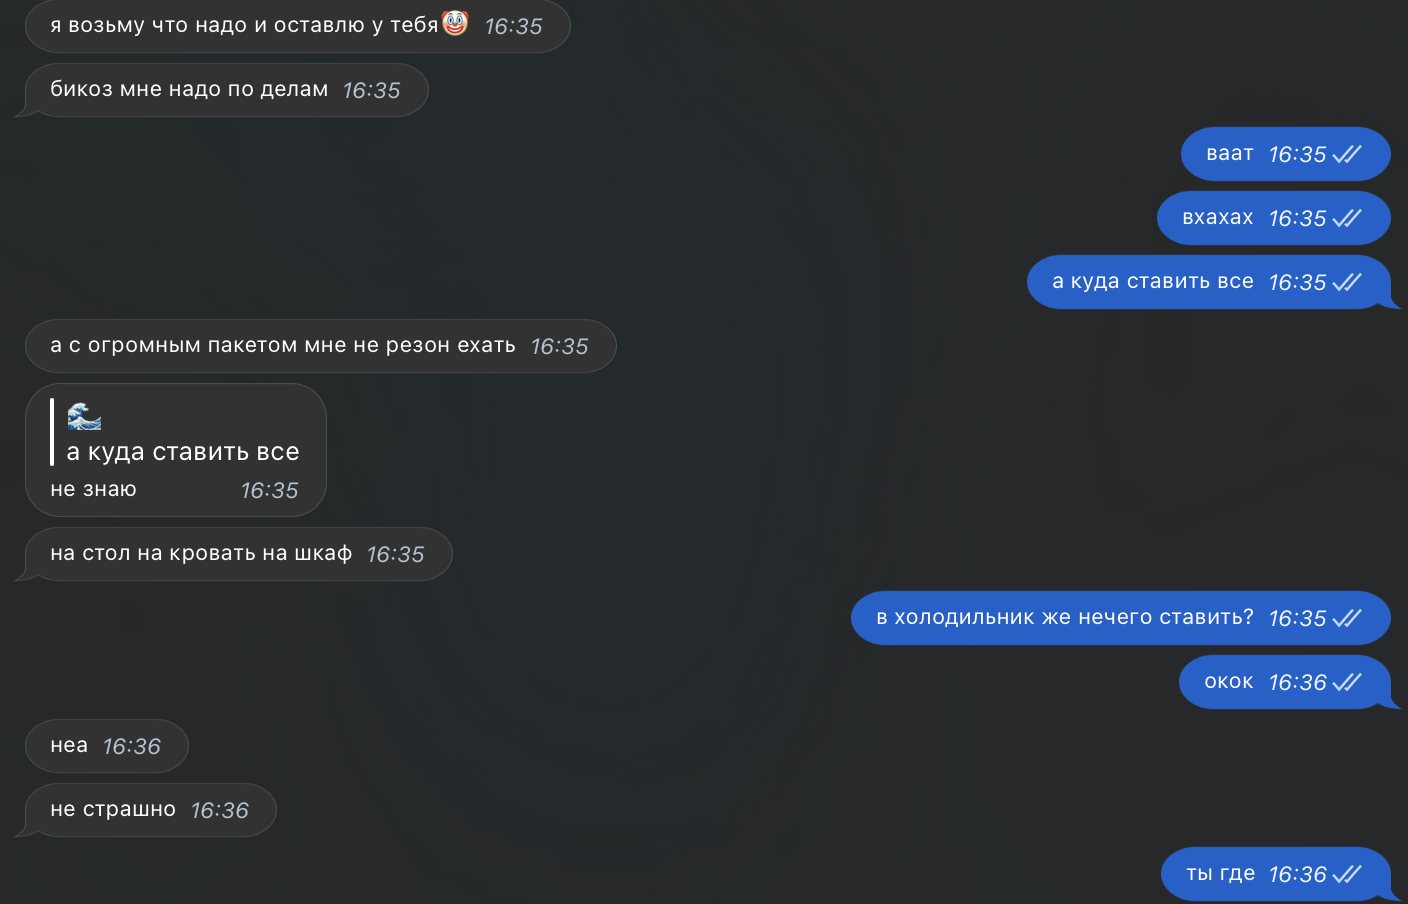 я возьму что надо и оставлю у тебя🤡 16:35
бикоз мне надо по делам 16:35
ваат 16:35
вхахах 16:35
а куда ставить все 16:35
а с огромным пакетом мне не резон ехать 16:35
🌊
а куда ставить все
не знаю 16:35
на стол на кровать на шкаф 16:35
в холодильник же нечего ставить? 16:35
окок 16:36
неа 16:36
не страшно 16:36
ты где 16:36